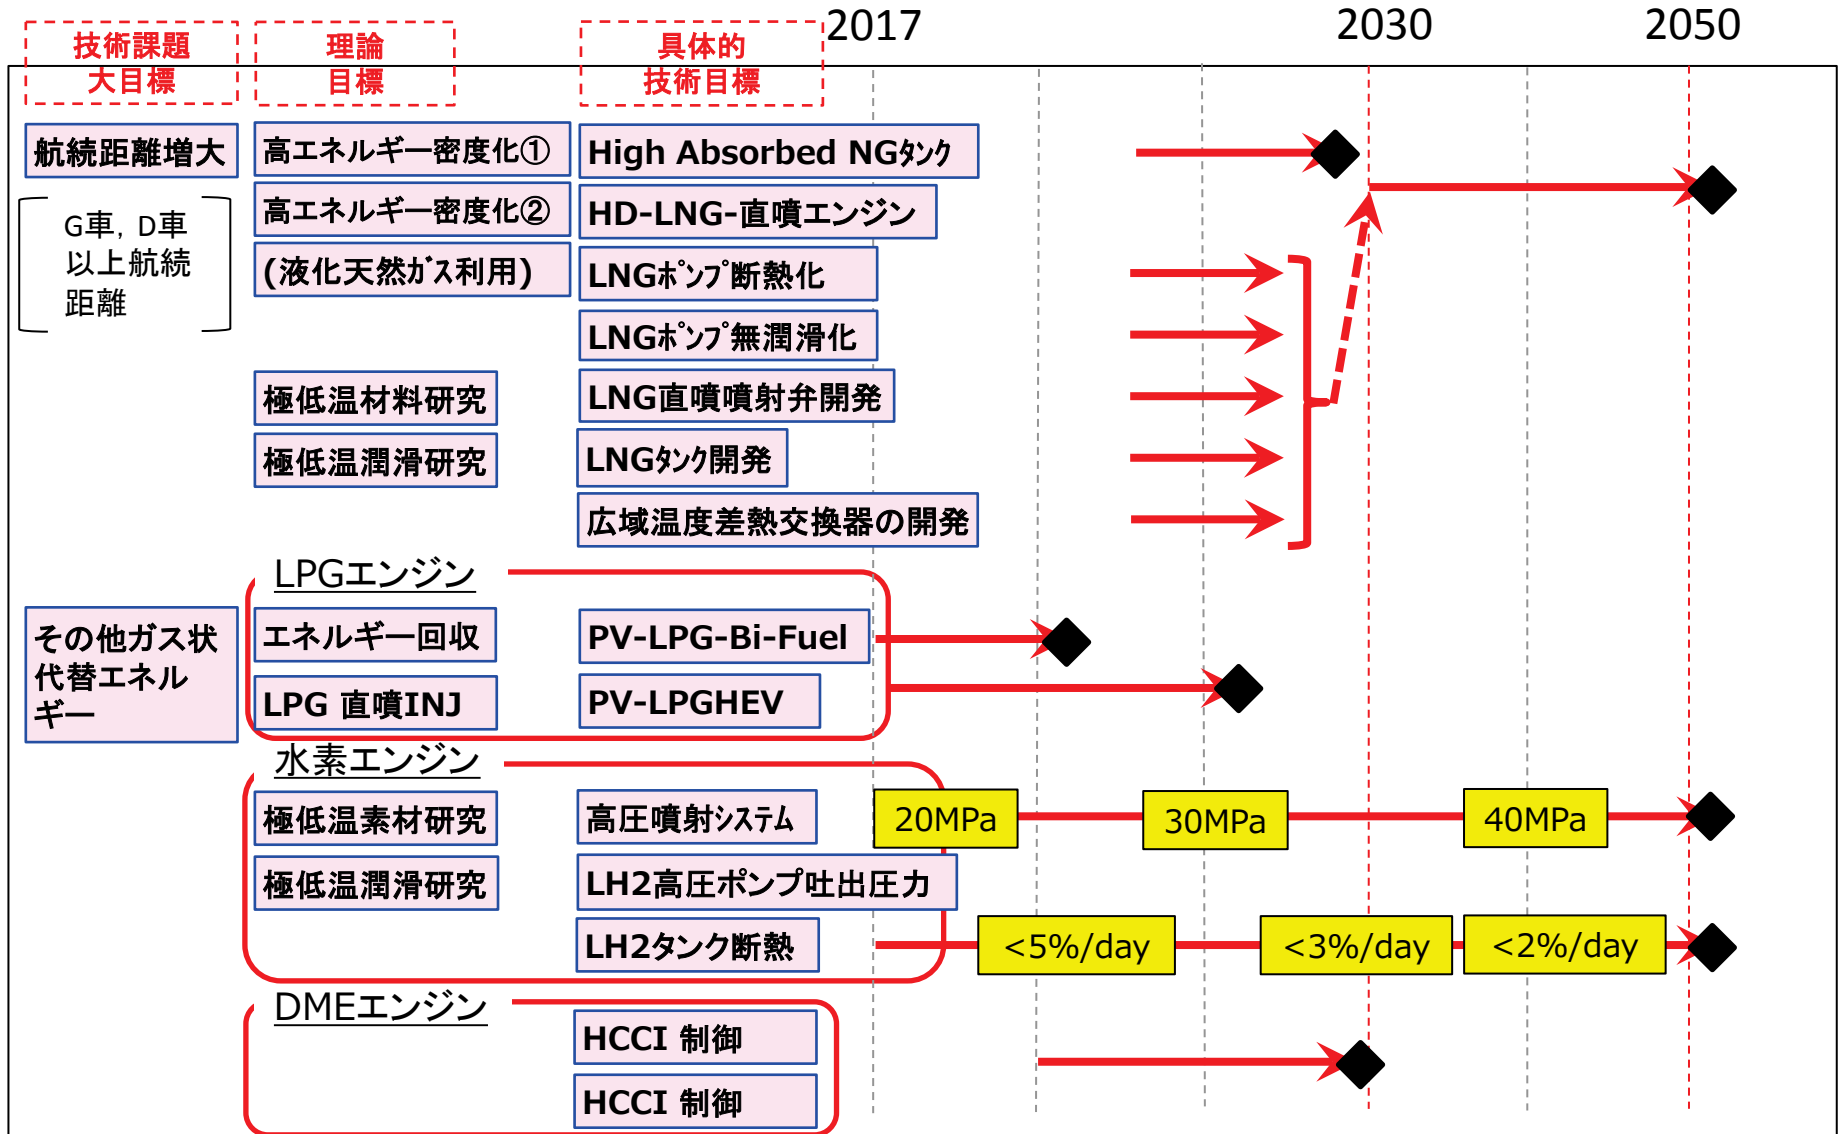 2017
2030
2050
技術課題
大目標
理論
目標
具体的
技術目標
航続距離増大
高エネルギー密度化①
High Absorbed NGﾀﾝｸ
G車, D車
以上航続
距離
高エネルギー密度化②
HD-LNG-直噴エンジン
(液化天然ｶﾞｽ利用)
LNGﾎﾟﾝﾌﾟ断熱化
LNGﾎﾟﾝﾌﾟ無潤滑化
極低温材料研究
LNG直噴噴射弁開発
極低温潤滑研究
LNGﾀﾝｸ開発
広域温度差熱交換器の開発
LPGエンジン
その他ガス状
代替エネル
ギー
エネルギー回収
PV-LPG-Bi-Fuel
LPG 直噴INJ
PV-LPGHEV
水素エンジン
極低温素材研究
高圧噴射ｼｽﾃﾑ
20MPa
30MPa
40MPa
極低温潤滑研究
LH2高圧ポンプ吐出圧力
LH2タンク断熱
<5%/day
<3%/day
<2%/day
DMEエンジン
HCCI 制御
HCCI 制御